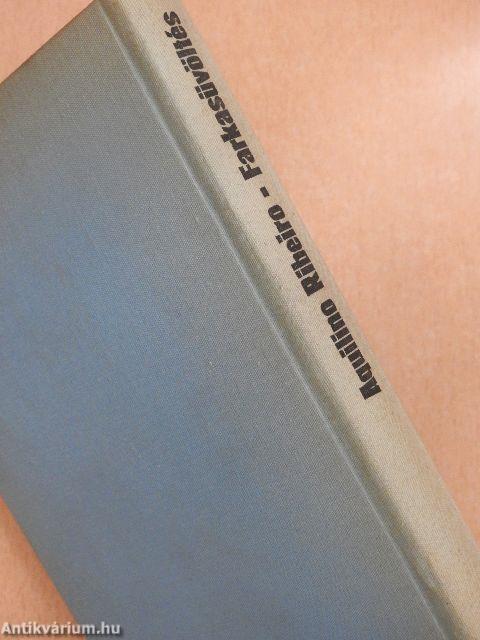 Aquilino Ribeiro - Farkasüvöltés
Antikvárium.hu